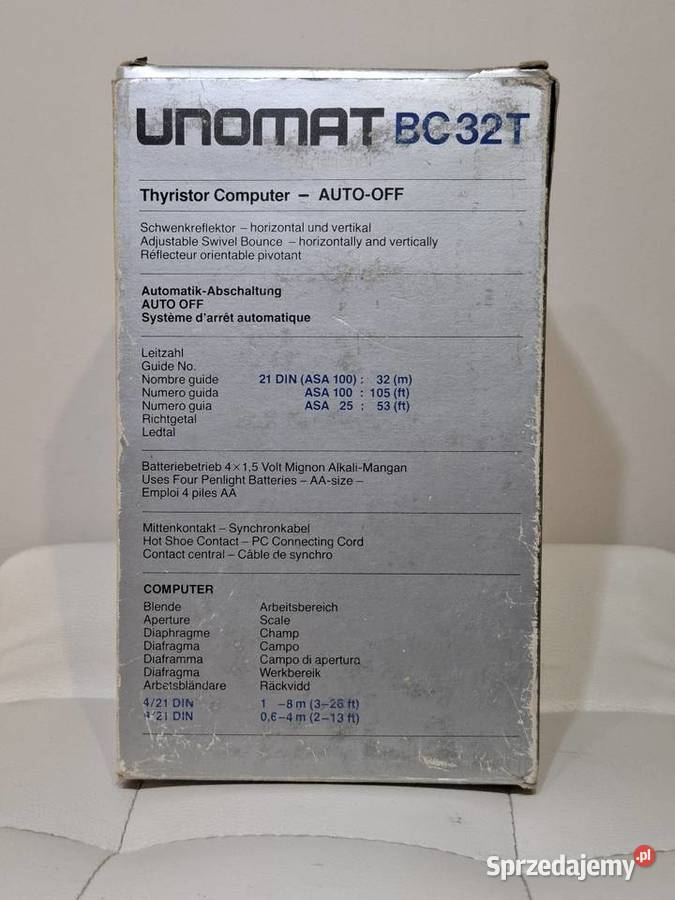 UNOMAT BC32T
Thyristor Computer – AUTO-OFF
Schwenkreflektor – horizontal und vertikal
Adjustable Swivel Bounce – horizontally and vertically
Réflecteur orientable pivotant
Automatik-Abschaltung
AUTO OFF
Système d'arrêt automatique
Leitzahl
Guide No.
Nombre guide 21 DIN (ASA 100) : 32 (m)
Numero guida ASA 100 : 105 (ft)
Numero guia ASA 25 : 53 (ft)
Richtgetal
Ledtal
Batteriebetrieb 4×1,5 Volt Mignon Alkali-Mangan
Uses Four Penlight Batteries – AA-size –
Emploi 4 piles AA
Mittenkontakt – Synchronkabel
Hot Shoe Contact – PC Connecting Cord
Contact central – Câble de synchro
COMPUTER
Blende Arbeitsbereich
Aperture Scale
Diaphragme Champ
Diafragma Campo
Diaframma Campo di apertura
Diafragma Werkbereik
Arbetsbländare Räckvidd
4/21 DIN 1 –8 m (3–26 ft)
/21 DIN 0,6–4 m (2–13 ft)
Sprzedajemy.pl